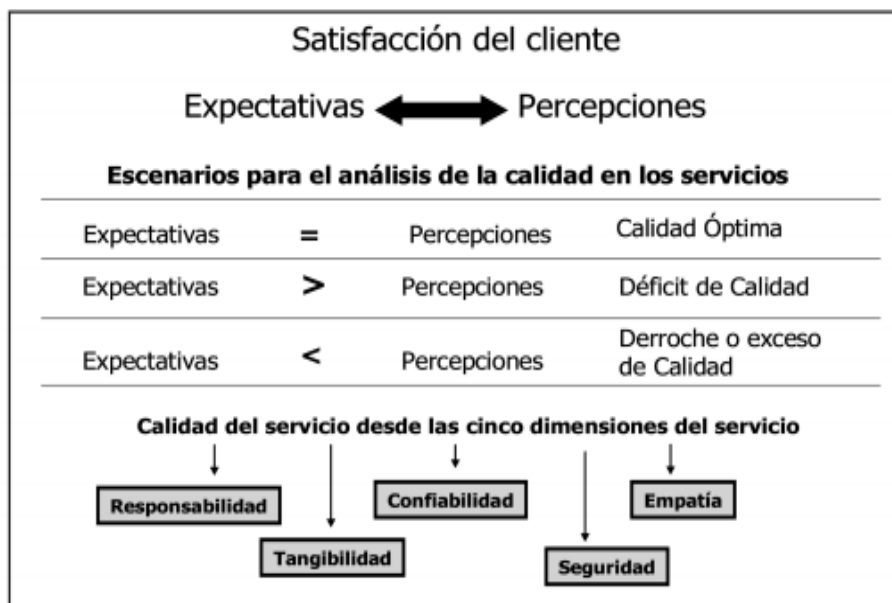 Satisfacción del cliente
Expectativas Percepciones
Escenarios para el análisis de la calidad en los servicios
Expectativas = Percepciones Calidad Óptima
Expectativas > Percepciones Déficit de Calidad
Expectativas < Percepciones Derroche o exceso
de Calidad
Calidad del servicio desde las cinco dimensiones del servicio
Responsabilidad Confiabilidad Empatía
Tangibilidad Seguridad